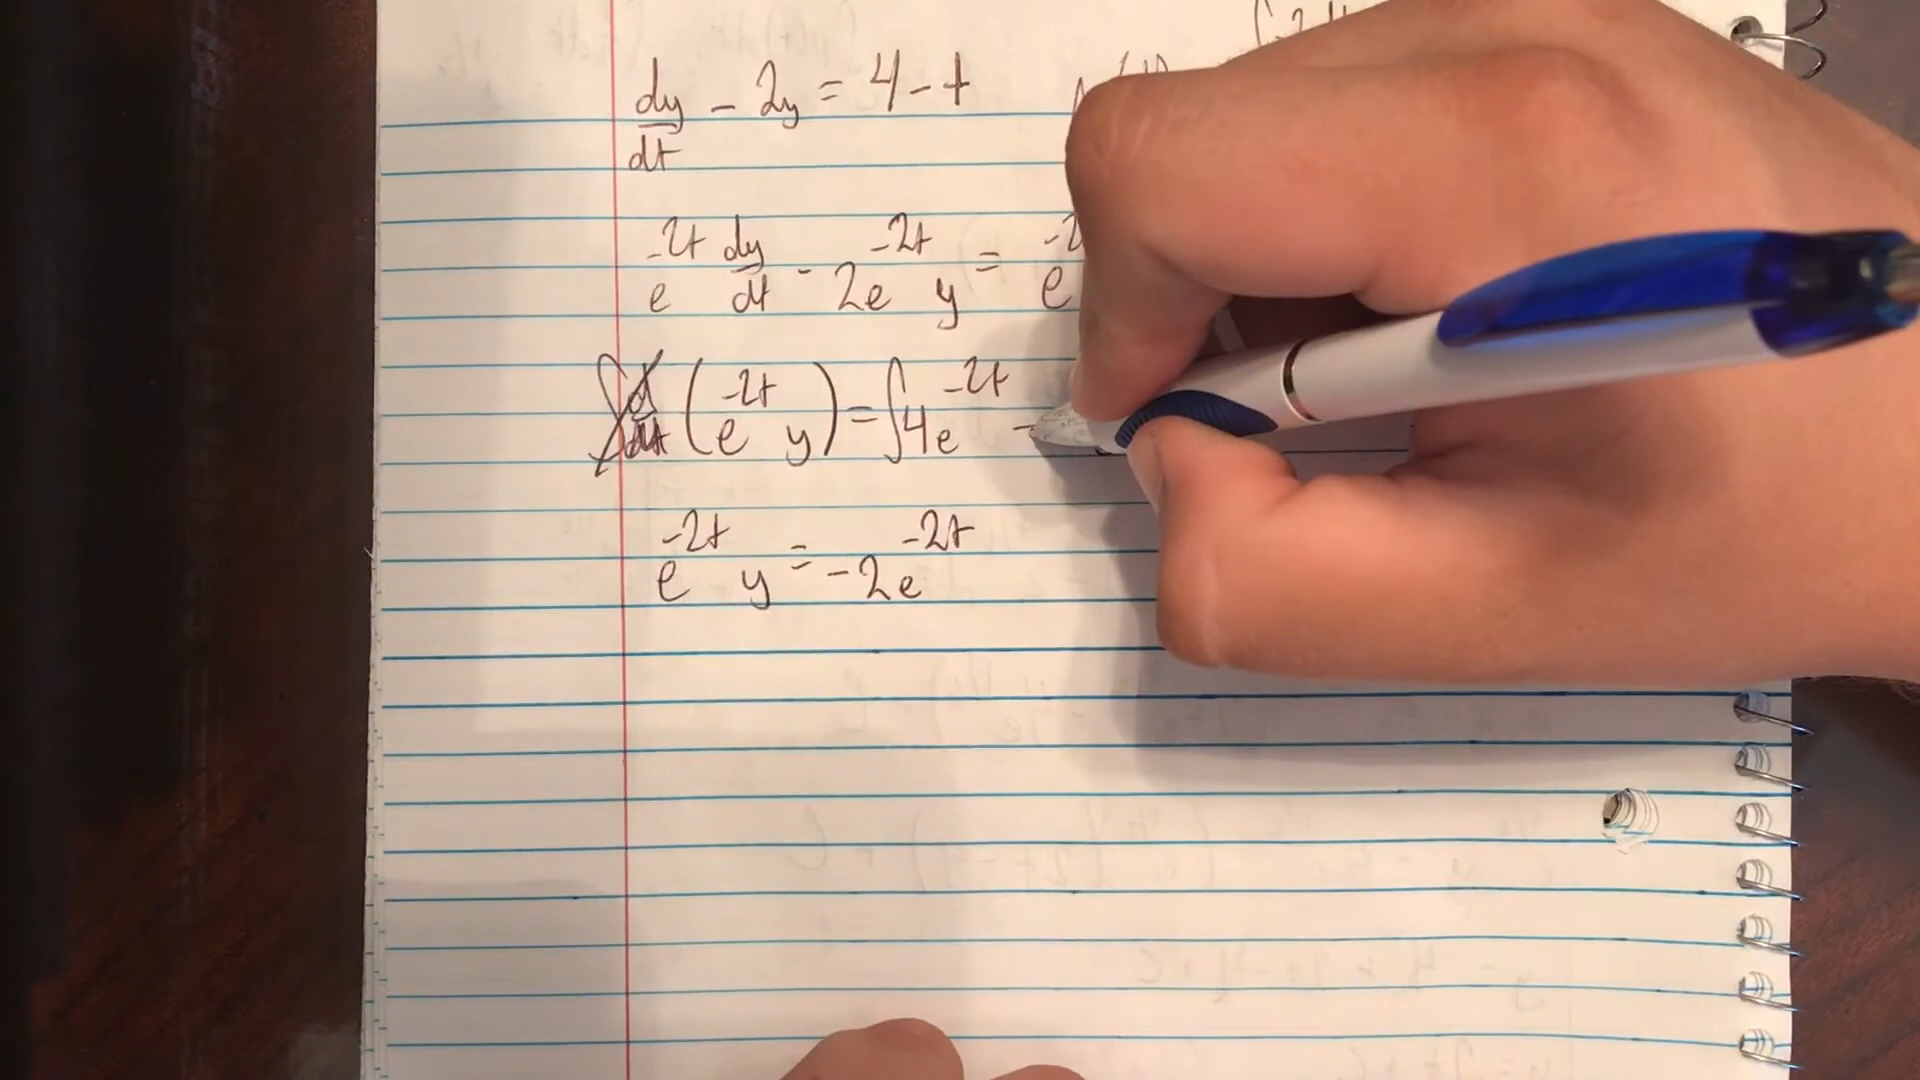 dy/dt - 2y = 4 - t
e^-2t dy/dt - 2e^-2t y = e
∫ d/dt (e^-2t y) = ∫ 4e^-2t -
e^-2t y = -2e^-2t